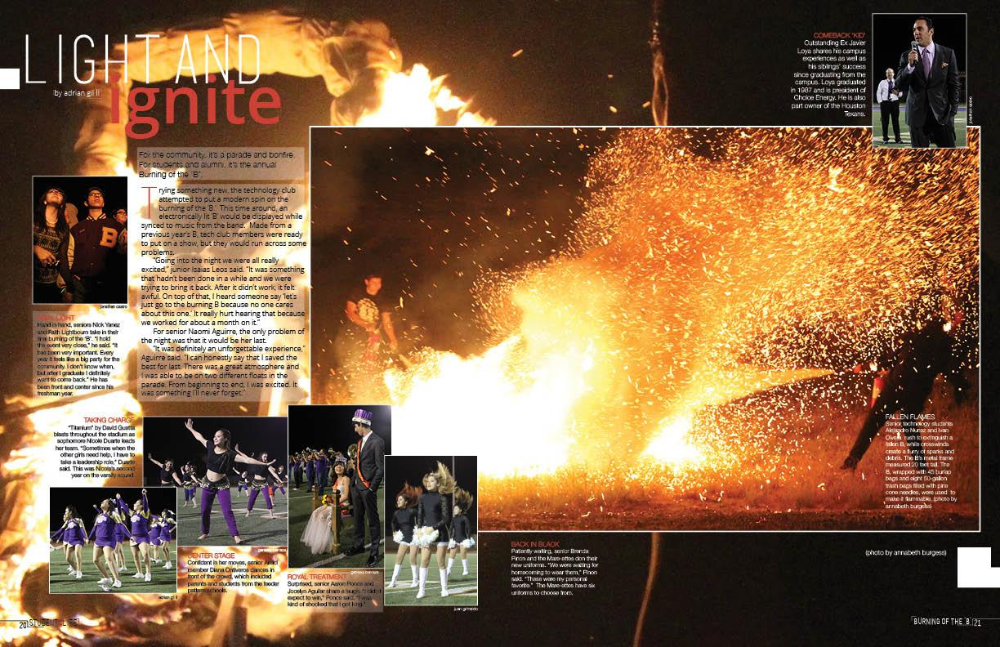 LIGHT AND
by adrian gil II
ignite
For the community, it's a parade and bonfire.
For students and alumni, it's the annual
Burning of the 'B'.
Trying something new, the technology club
attempted to put a modern spin on the
burning of the 'B.' This time around, an
electronically lit 'B' would be displayed while
synced to music from the band. Made from a
previous year's B, tech club members were ready
to put on a show, but they would run across some
problems.
"Going into the night we were all really
excited," junior Isaias Leos said. "It was something
that hadn't been done in a while and we were
trying to bring it back. After it didn't work, it felt
awful. On top of that, I heard someone say 'let's
just go to the burning B because no one cares
about this one.' It really hurt hearing that because
we worked for about a month on it."
For senior Naomi Aguirre, the only problem of
the night was that it would be her last.
"It was definitely an unforgettable experience,"
Aguirre said. "I can honestly say that I saved the
best for last. There was a great atmosphere and
I was able to be on two different floats in the
parade. From beginning to end, I was excited. It
was something I'll never forget."
B
jonathan castro
LIGHT
Hand in hand, seniors Nick Yanez
and Faith Lightbourn take in their
final burning of the 'B'. "I hold
the event very close," he said. "It
has been very important. Every
year it feels like a big party for the
community. I don't know when,
but after I graduate I definitely
want to come back." He has
been front and center since his
freshman year.
TAKING CHARGE
"Titanium" by David Guetta
blasts throughout the stadium as
sophomore Nicole Duarte leads
her team. "Sometimes when the
other girls need help, I have to
take a leadership role," Duarte
said. This was Nicole's second
year on the varsity squad.
genesis barraza
CENTER STAGE
Confident in her moves, senior Amici
member Diana Ontiveros dances in
front of the crowd, which included
parents and students from the feeder
pattern schools.
adrian gil II
genesis barraza
ROYAL TREATMENT
Surprised, senior Aaron Ponce and
Jocelyn Aguilar share a laugh. "I didn't
expect to win," Ponce said. "I was
kind of shocked that I got king."
juan grimaldo
BACK IN BLACK
Patiently waiting, senior Brenda
Pinon and the Mare-ettes don their
new uniforms. "We were waiting for
homecoming to wear them," Pinon
said. "These were my personal
favorite." The Mare-ettes have six
uniforms to choose from.
COMEBACK 'KID'
Outstanding Ex Javier
Loya shares his campus
experiences as well as
his siblings' success
since graduating from the
campus. Loya graduated
in 1987 and is president of
Choice Energy. He is also
part owner of the Houston
Texans.
jonathan castro
FALLEN FLAMES
Senior technology students
Alejandro Nunez and Ivan
Olvera rush to extinguish a
fallen B, while crosswinds
create a flurry of sparks and
debris. The B's metal frame
measured 20 feet tall. The
B, wrapped with 45 burlap
bags and eight 50-gallon
trash bags filled with pine
cone needles, were used to
make it flammable. (photo by
annabeth burgess)
(photo by annabeth burgess)
20 STUDENT LIFE
BURNING OF THE 'B' 21